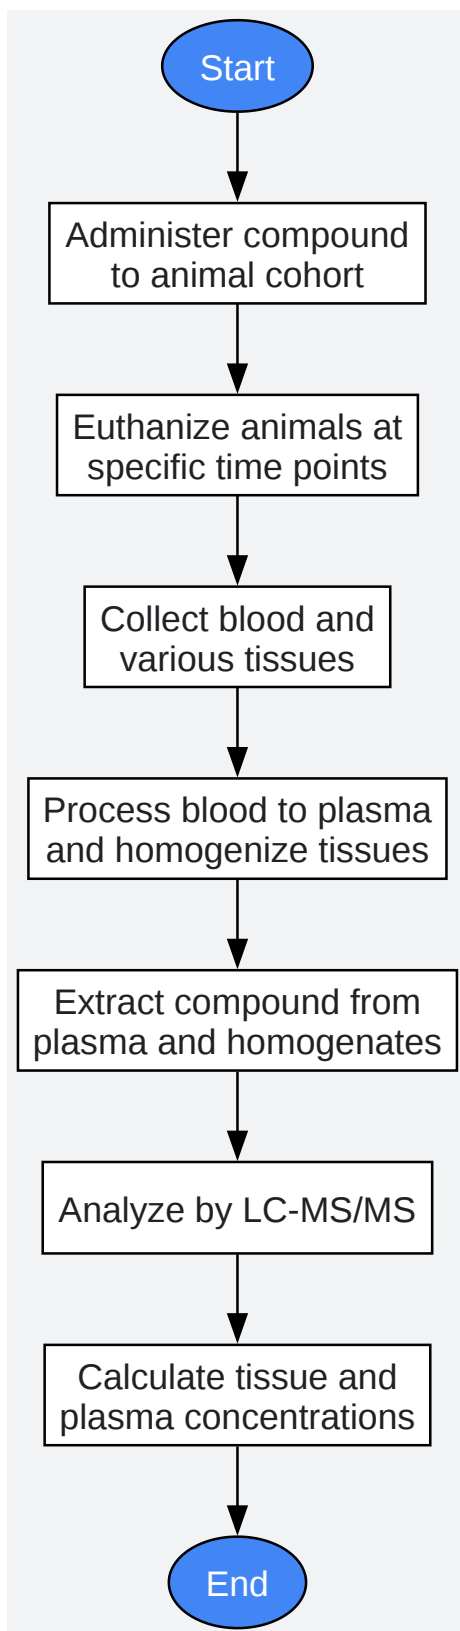 Start
Administer compound
to animal cohort
Euthanize animals at
specific time points
Collect blood and
various tissues
Process blood to plasma
and homogenize tissues
Extract compound from
plasma and homogenates
Analyze by LC-MS/MS
Calculate tissue and
plasma concentrations
End